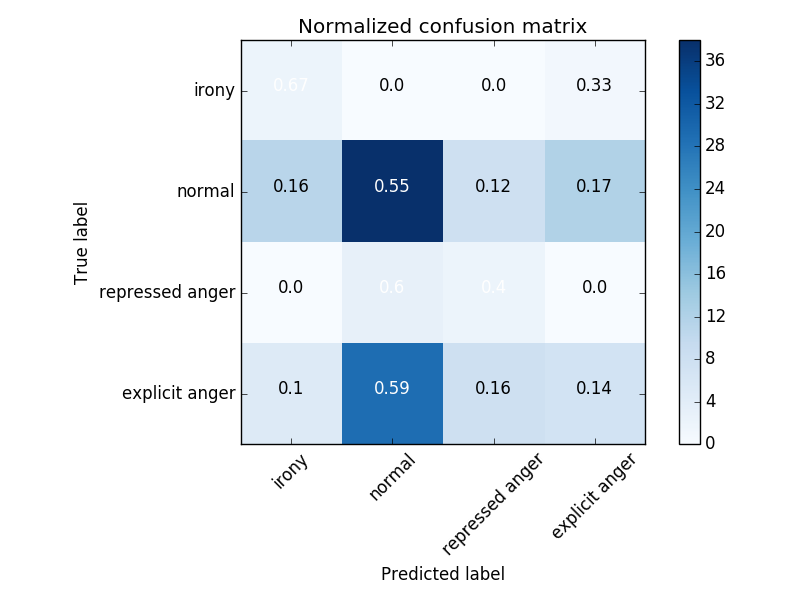 Normalized confusion matrix
irony 0.67 0.0 0.0 0.33
normal 0.16 0.55 0.12 0.17
repressed anger 0.0 0.6 0.4 0.0
explicit anger 0.1 0.59 0.16 0.14
irony normal repressed anger explicit anger
Predicted label
True label
36
32
28
24
20
16
12
8
4
0